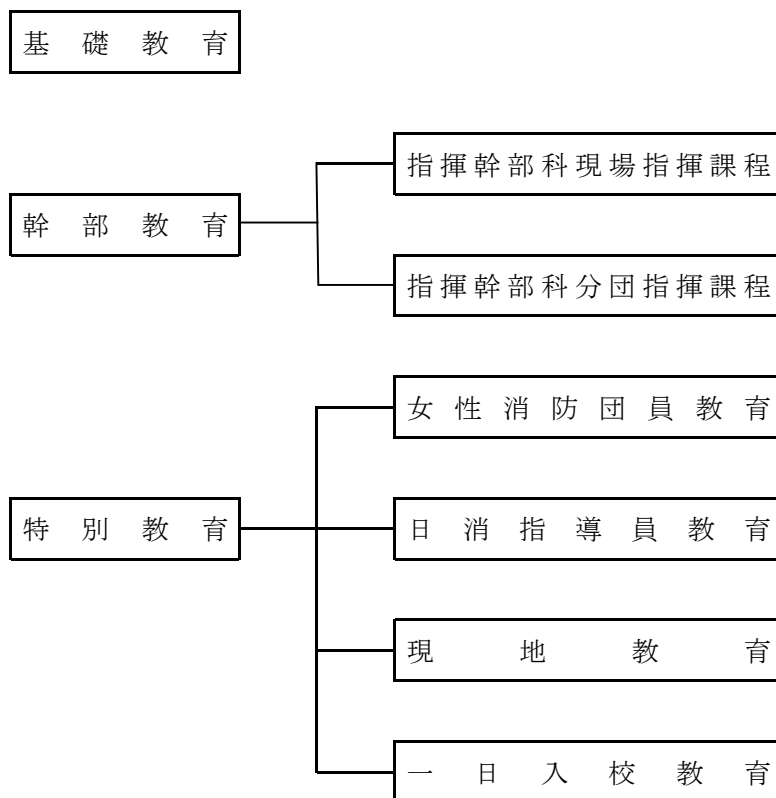 基礎教育
指揮幹部科現場指揮課程
幹部教育
指揮幹部科分団指揮課程
女性消防団員教育
特別教育
日消指導員教育
現地教育
一日入校教育